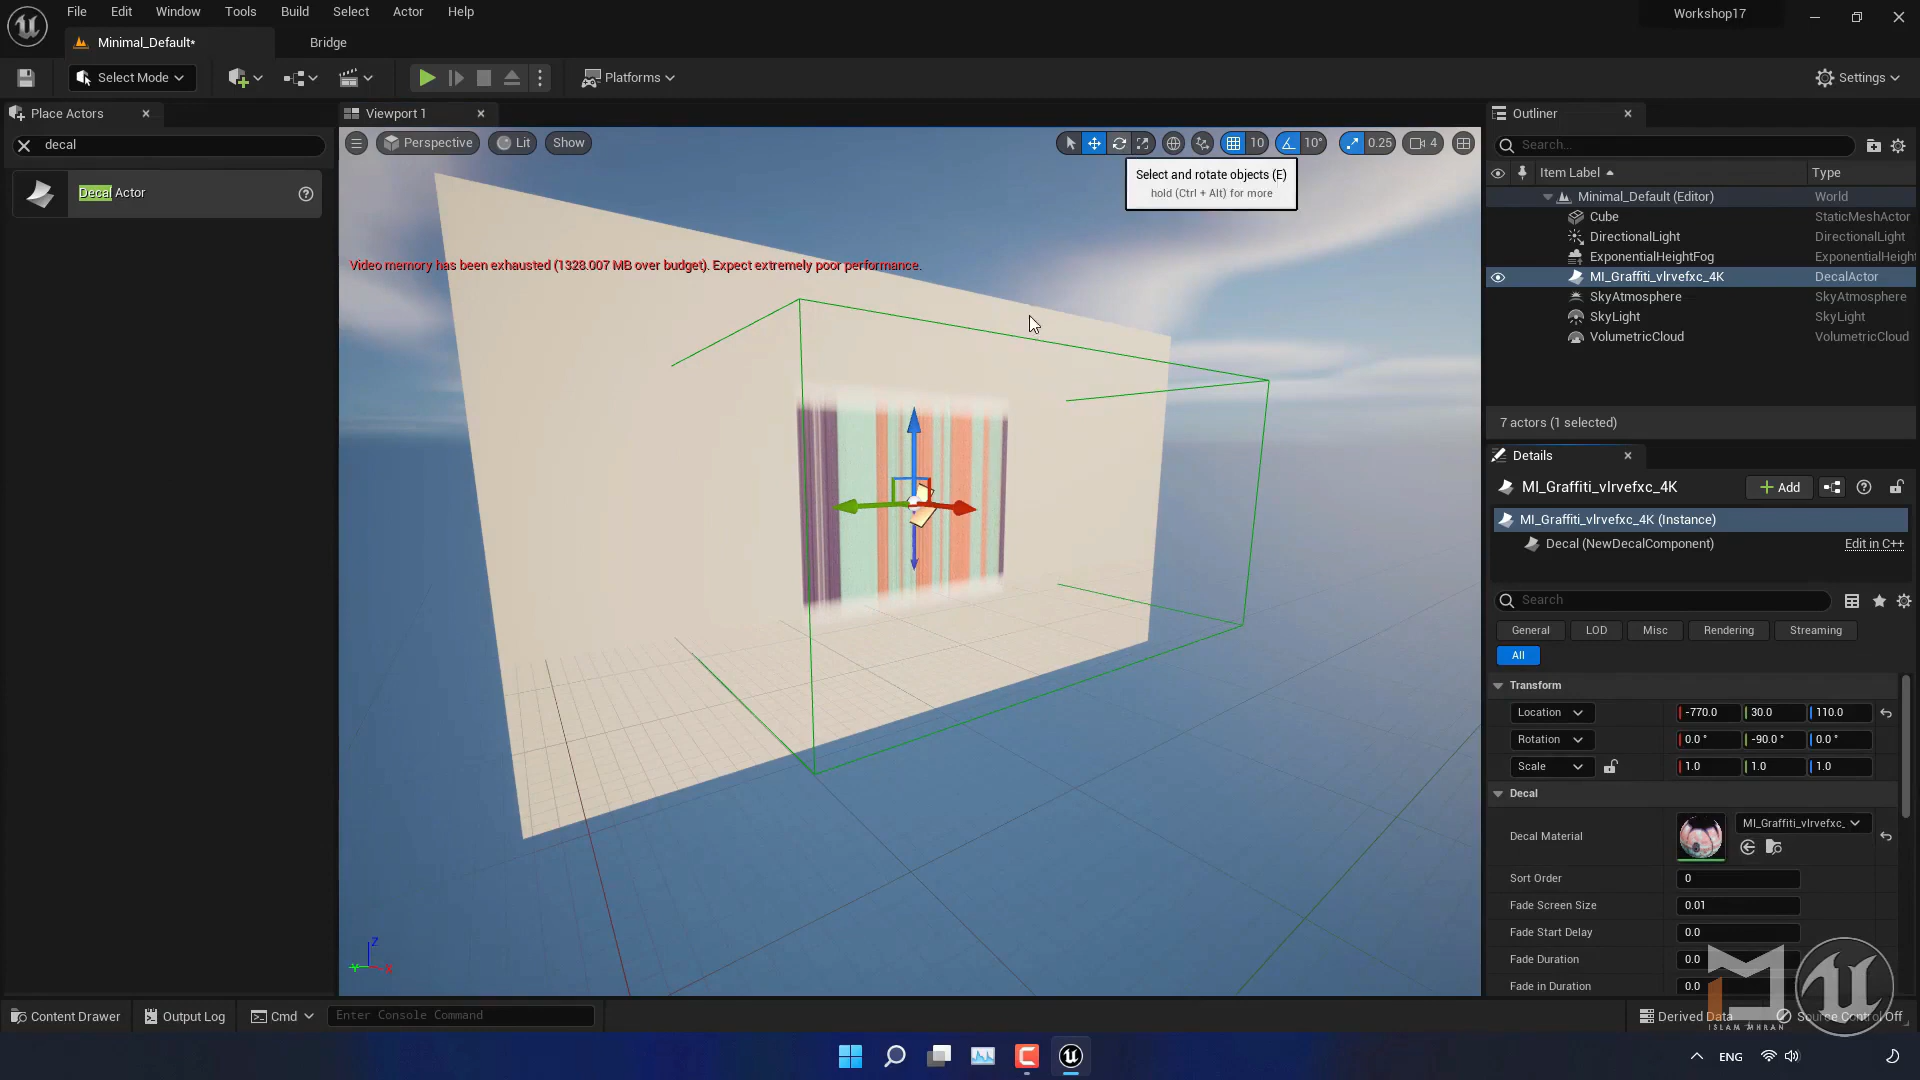 File Edit Window Tools Build Select Actor Help
Workshop17
Minimal_Default*
Bridge
Select Mode
Platforms
Settings
Place Actors
decal
Decal Actor
Viewport 1
Perspective
Lit
Show
10
10°
0.25
4
Select and rotate objects (E)
hold (Ctrl + Alt) for more
Video memory has been exhausted (1328.007 MB over budget). Expect extremely poor performance.
Z
Y
X
Outliner
Search...
Item Label Type
Minimal_Default (Editor) World
Cube StaticMeshActor
DirectionalLight DirectionalLight
ExponentialHeightFog ExponentialHeight
MI_Graffiti_vlrvefxc_4K DecalActor
SkyAtmosphere SkyAtmosphere
SkyLight SkyLight
VolumetricCloud VolumetricCloud
7 actors (1 selected)
Details
MI_Graffiti_vlrvefxc_4K
Add
MI_Graffiti_vlrvefxc_4K (Instance)
Decal (NewDecalComponent) Edit in C++
Search
General LOD Misc Rendering Streaming
All
Transform
Location -770.0 30.0 110.0
Rotation 0.0° -90.0° 0.0°
Scale 1.0 1.0 1.0
Decal
Decal Material MI_Graffiti_vlrvefxc_
Sort Order 0
Fade Screen Size 0.01
Fade Start Delay 0.0
Fade Duration 0.0
Fade in Duration 0.0
Content Drawer
Output Log
Cmd
Enter Console Command
Derived Data
Source Control Off
ISLAM MHRAN
ENG